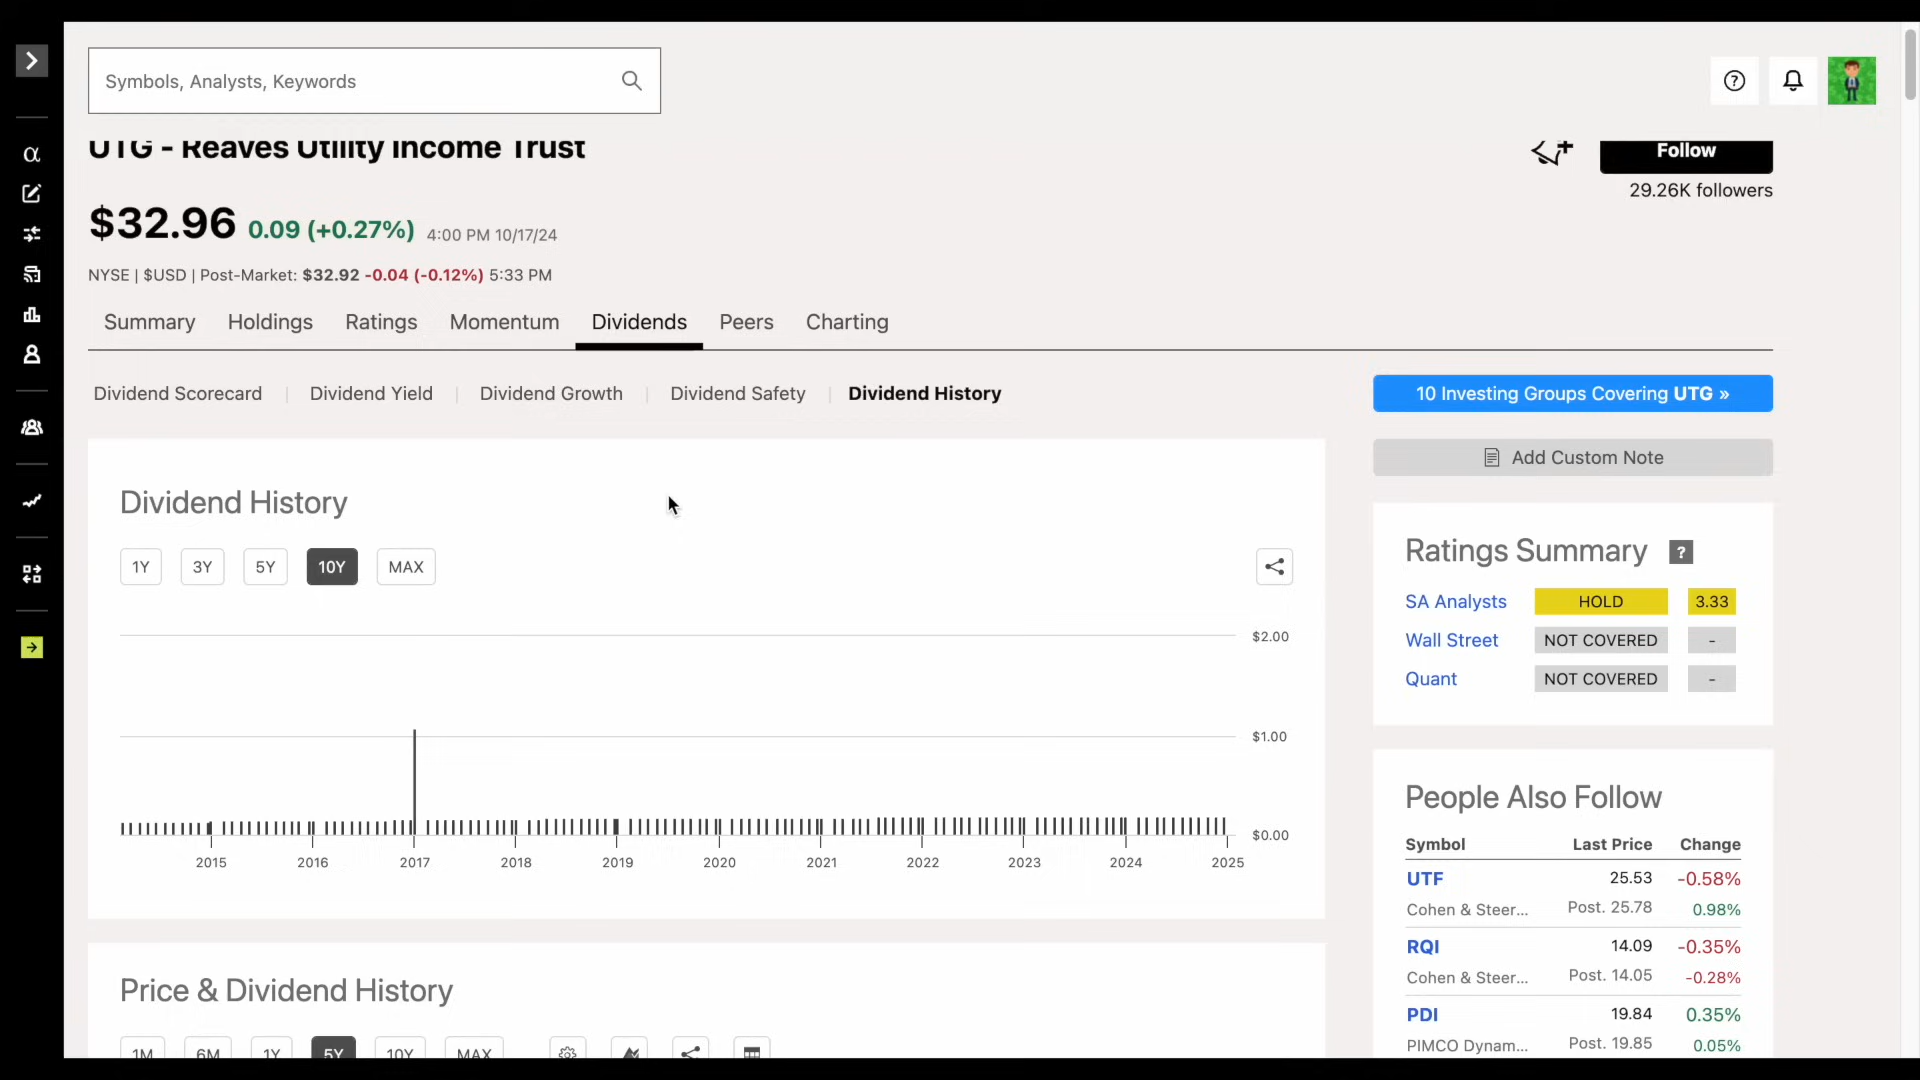 Symbols, Analysts, Keywords
UTG - Reaves Utility Income Trust
Follow
29.26K followers
$32.96 0.09 (+0.27%) 4:00 PM 10/17/24
NYSE | $USD | Post-Market: $32.92 -0.04 (-0.12%) 5:33 PM
Summary Holdings Ratings Momentum Dividends Peers Charting
Dividend Scorecard | Dividend Yield | Dividend Growth | Dividend Safety | Dividend History
10 Investing Groups Covering UTG »
Add Custom Note
Dividend History
1Y 3Y 5Y 10Y MAX
$2.00
$1.00
$0.00
2015 2016 2017 2018 2019 2020 2021 2022 2023 2024 2025
Price & Dividend History
1M 6M 1Y 5Y 10Y MAX
Ratings Summary ?
SA Analysts HOLD 3.33
Wall Street NOT COVERED -
Quant NOT COVERED -
People Also Follow
Symbol Last Price Change
UTF 25.53 -0.58%
Cohen & Steer... Post. 25.78 0.98%
RQI 14.09 -0.35%
Cohen & Steer... Post. 14.05 -0.28%
PDI 19.84 0.35%
PIMCO Dynam... Post. 19.85 0.05%